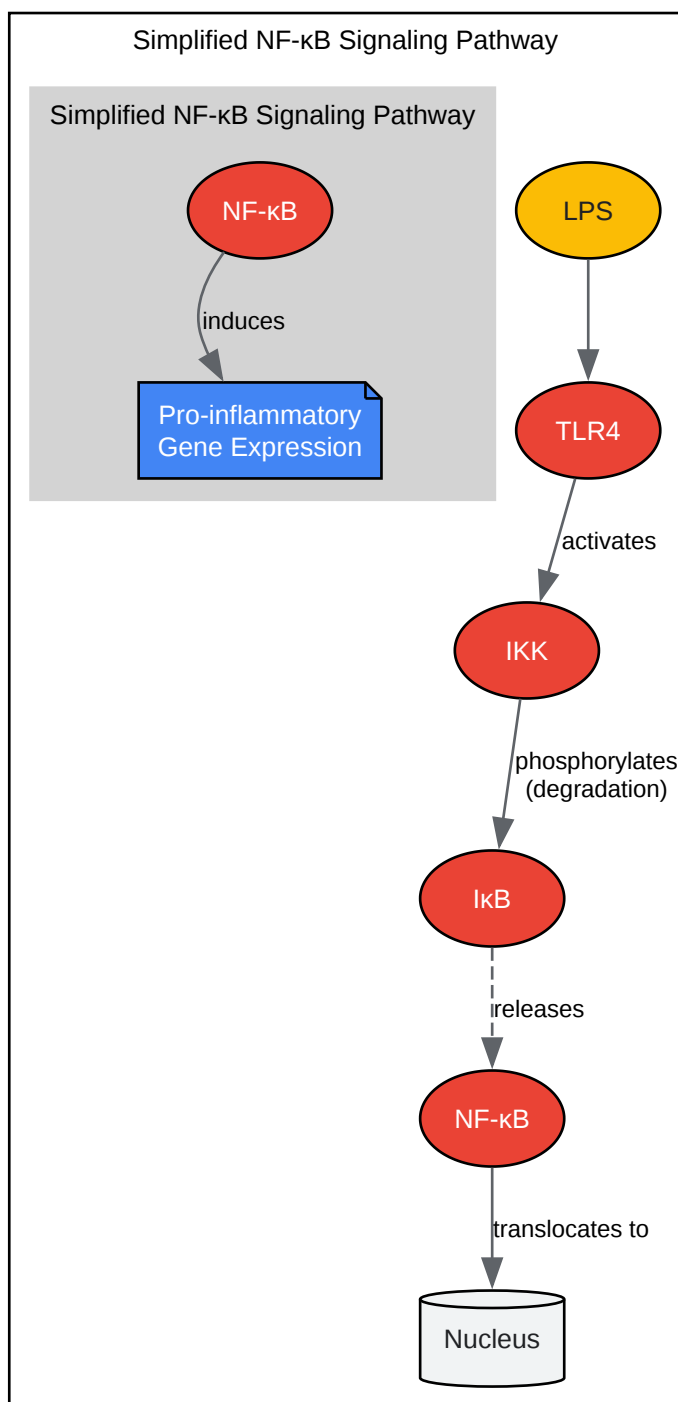 Simplified NF-κB Signaling Pathway
Simplified NF-κB Signaling Pathway
NF-κB
LPS
induces
Pro-inflammatory
Gene Expression
TLR4
activates
IKK
phosphorylates
(degradation)
IκB
releases
NF-κB
translocates to
Nucleus